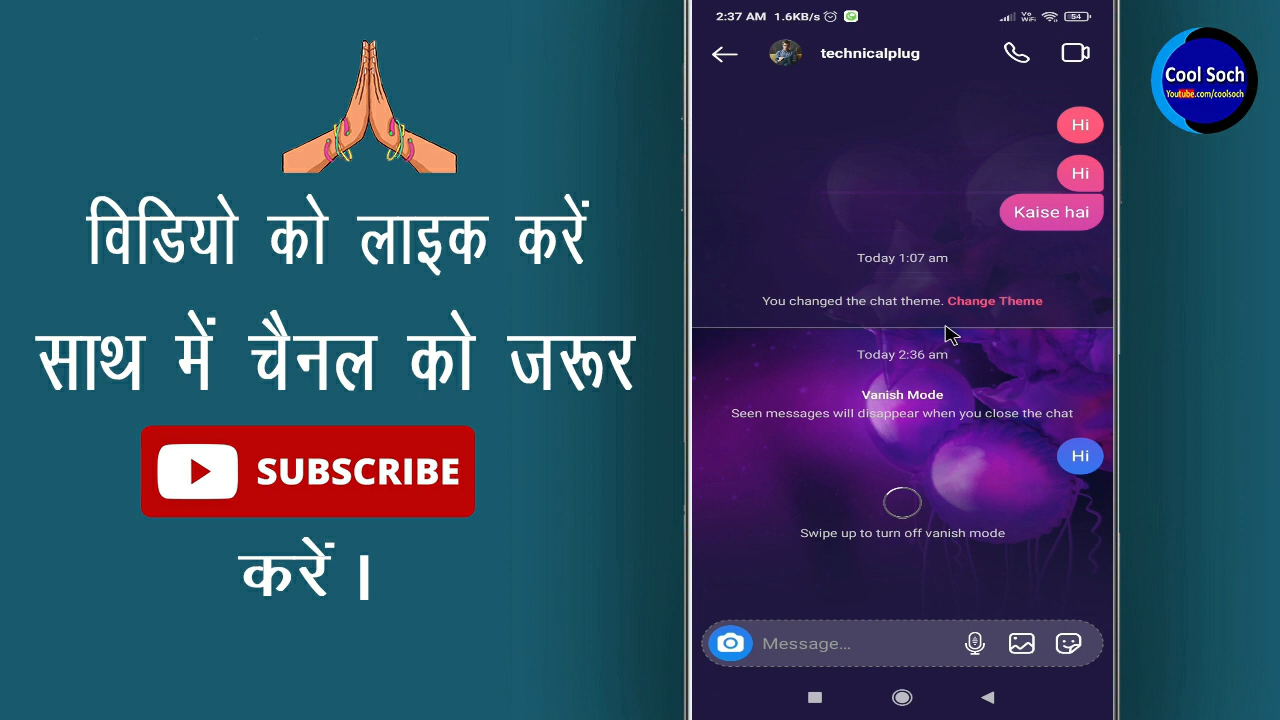 विडियो को लाइक करें
साथ में चैनल को जरूर
SUBSCRIBE
करें ।
2:37 AM 1.6KB/s
Vo WiFi
54
technicalplug
Hi
Hi
Kaise hai
Today 1:07 am
You changed the chat theme. Change Theme
Today 2:36 am
Vanish Mode
Seen messages will disappear when you close the chat
Hi
Swipe up to turn off vanish mode
Message...
Cool Soch
Youtube.com/coolsoch